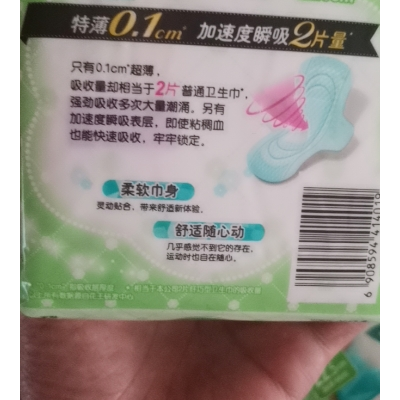 特薄0.1cm* 加速度瞬吸2片量*
只有0.1cm*超薄,
吸收量却相当于2片普通卫生巾*,
强劲吸收多次大量潮涌。另有
加速度瞬吸表层,即使粘稠血
也能快速吸收,牢牢锁定。
柔软巾身
灵动贴合、带来舒适新体验。
舒适随心动
几乎感觉不到它的存在,
运动时也自在随心。
6 908594 414019